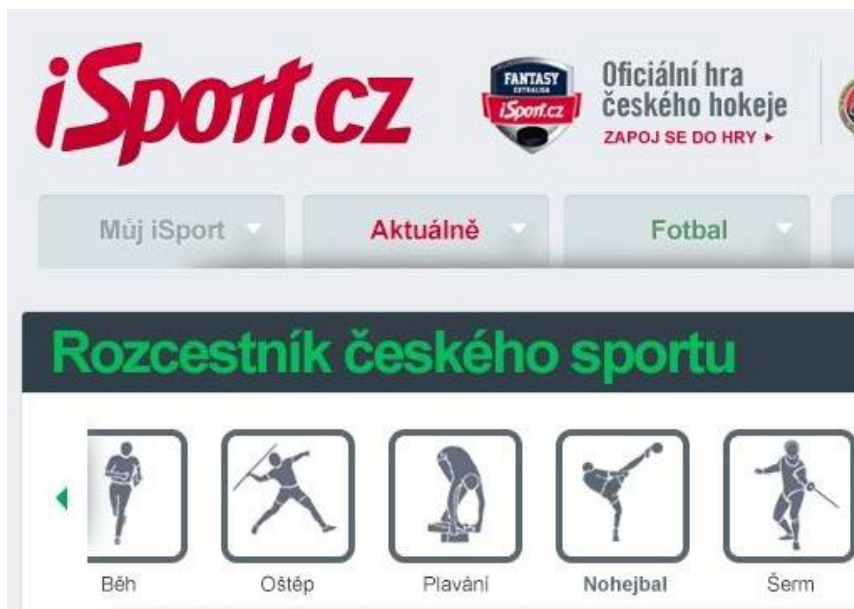 iSport.cz
FANTASY
EXTRALIGA
iSport.cz
Oficiální hra
českého hokeje
ZAPOJ SE DO HRY
Můj iSport
Aktuálně
Fotbal
Rozcestník českého sportu
Běh
Oštěp
Plavání
Nohejbal
Šerm